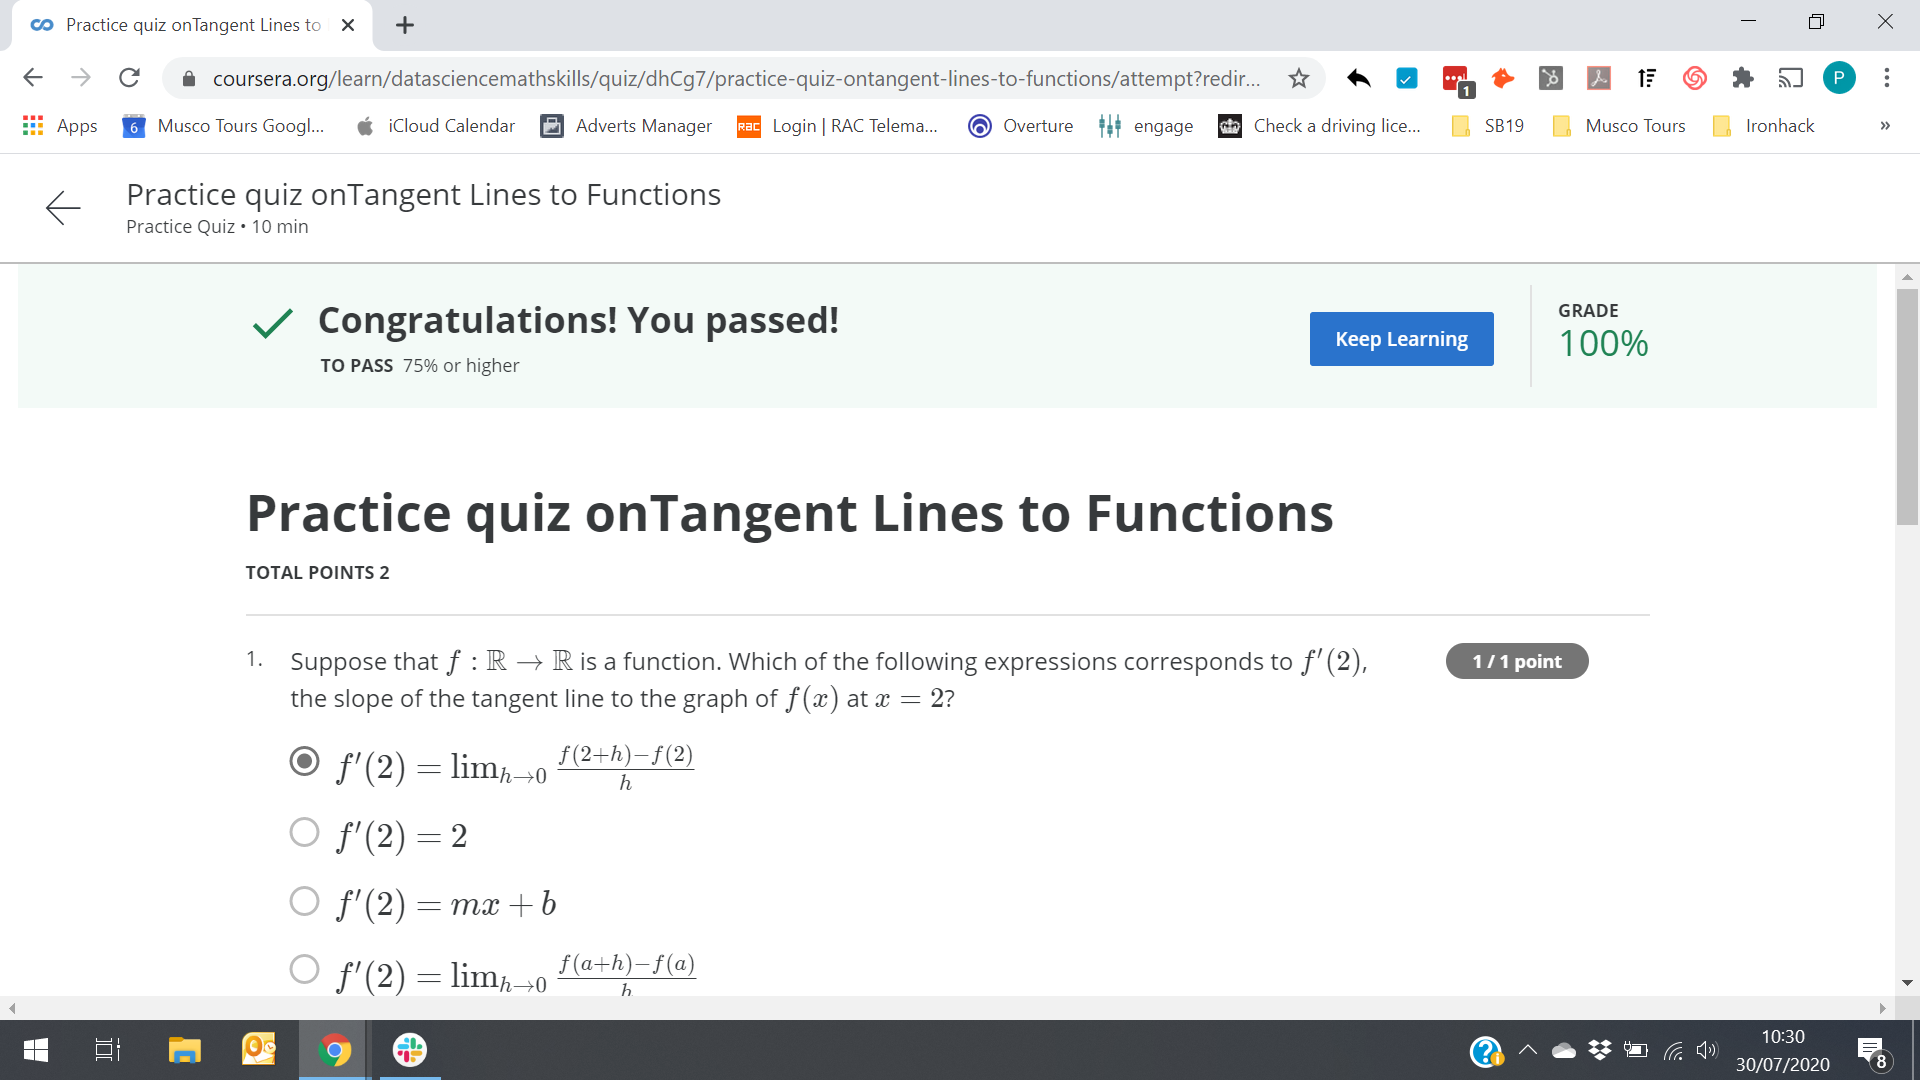 Practice quiz onTangent Lines to
coursera.org/learn/datasciencemathskills/quiz/dhCg7/practice-quiz-ontangent-lines-to-functions/attempt?redir...
1
P
Apps
6
Musco Tours Googl...
iCloud Calendar
Adverts Manager
RAC
Login | RAC Telema...
Overture
engage
Check a driving lice...
SB19
Musco Tours
Ironhack
»
Practice quiz onTangent Lines to Functions
Practice Quiz • 10 min
Congratulations! You passed!
TO PASS 75% or higher
Keep Learning
GRADE
100%
Practice quiz onTangent Lines to Functions
TOTAL POINTS 2
1. Suppose that f : ℝ → ℝ is a function. Which of the following expressions corresponds to f′(2),
the slope of the tangent line to the graph of f(x) at x = 2?
1 / 1 point
f′(2) = lim_{h→0} \frac{f(2+h)−f(2)}{h}
f′(2) = 2
f′(2) = mx + b
f′(2) = lim_{h→0} \frac{f(a+h)−f(a)}{h}
10:30
30/07/2020
8